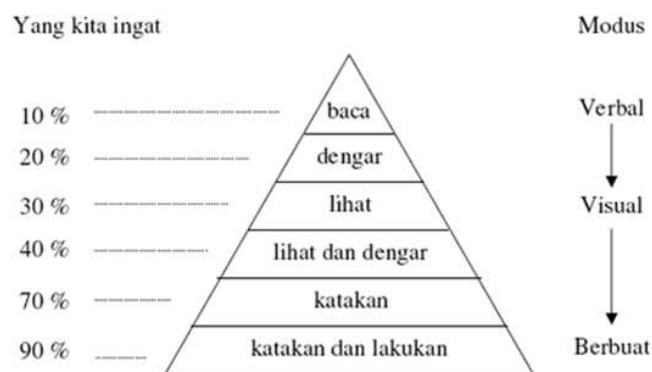 Yang kita ingat Modus
10 % baca Verbal
20 % dengar
30 % lihat Visual
40 % lihat dan dengar
70 % katakan
90 % katakan dan lakukan Berbuat